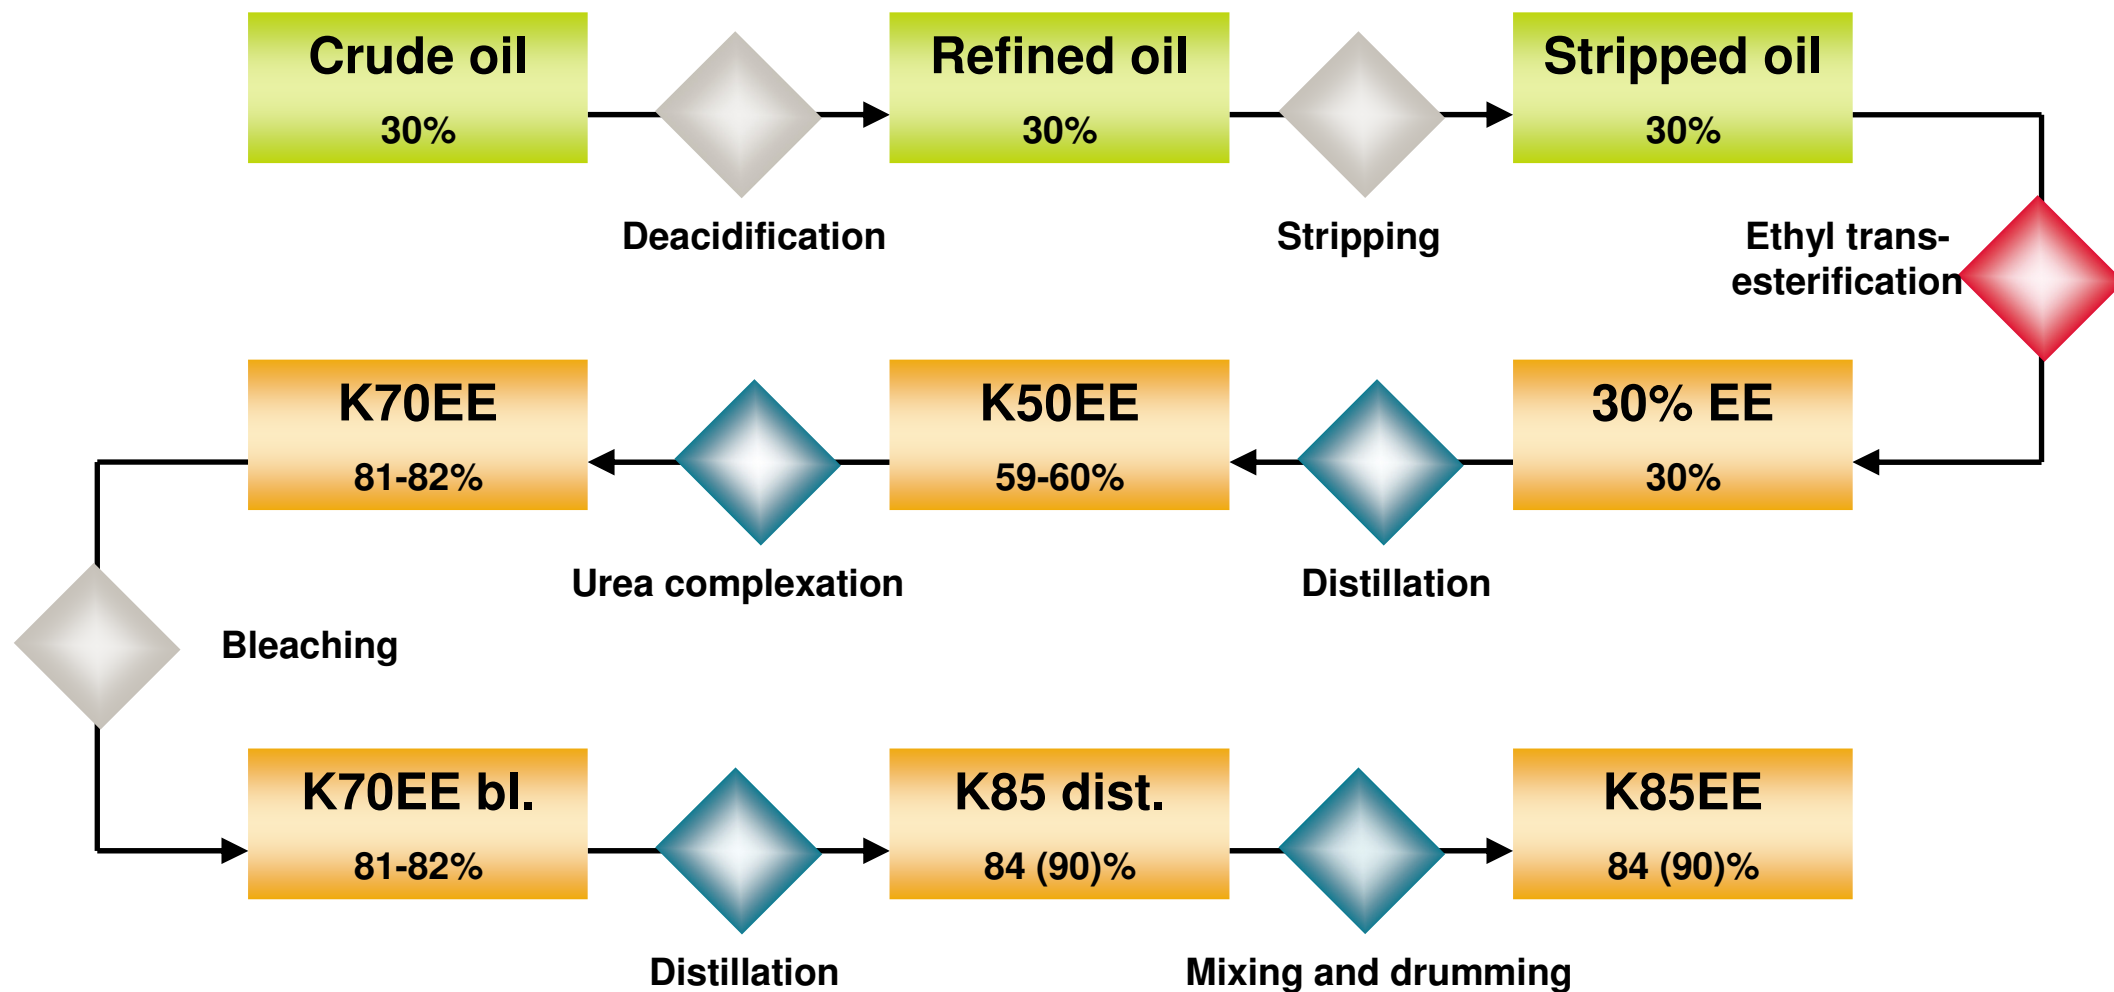 Crude oil
30%
Refined oil
30%
Stripped oil
30%
Deacidification
Stripping
Ethyl trans-
esterification
K70EE
81-82%
K50EE
59-60%
30% EE
30%
Urea complexation
Distillation
Bleaching
K70EE bl.
81-82%
K85 dist.
84 (90)%
K85EE
84 (90)%
Distillation
Mixing and drumming